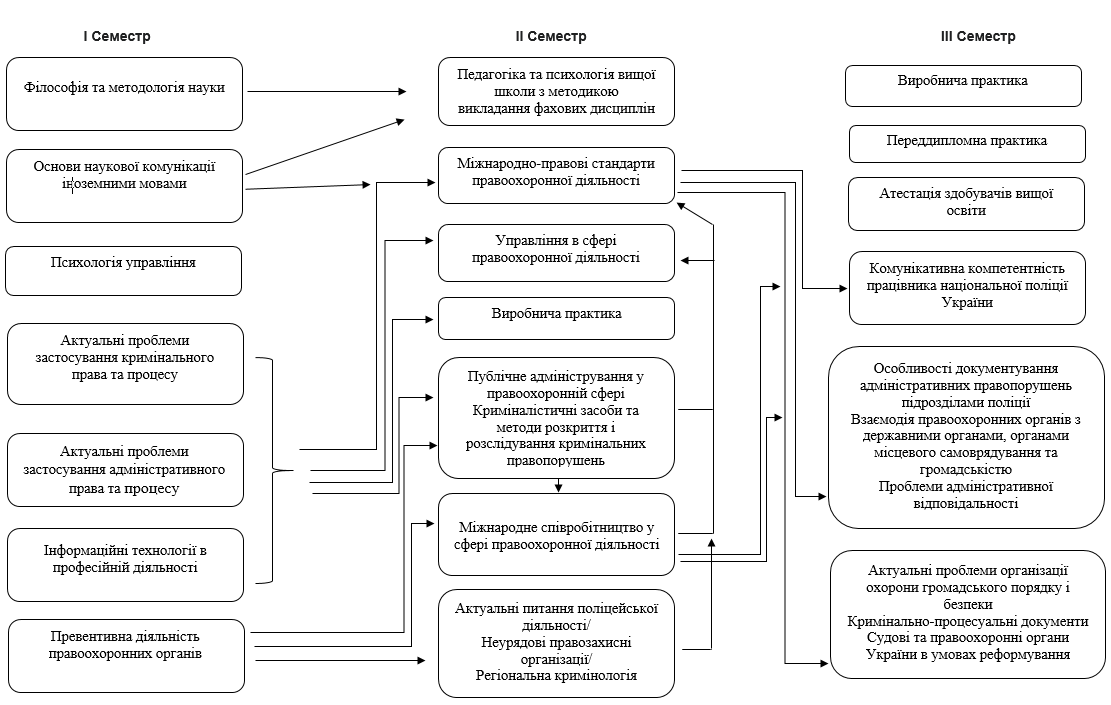 I Семестр
Філософія та методологія науки
Основи наукової комунікації
іноземними мовами
Психологія управління
Актуальні проблеми
застосування кримінального
права та процесу
Актуальні проблеми
застосування адміністративного
права та процесу
Інформаційні технології в
професійній діяльності
Превентивна діяльність
правоохоронних органів
II Семестр
Педагогіка та психологія вищої
школи з методикою
викладання фахових дисциплін
Міжнародно-правові стандарти
правоохоронної діяльності
Управління в сфері
правоохоронної діяльності
Виробнича практика
Публічне адміністрування у
правоохоронній сфері
Криміналістичні засоби та
методи розкриття і
розслідування кримінальних
правопорушень
Міжнародне співробітництво у
сфері правоохоронної діяльності
Актуальні питання поліцейської
діяльності/
Неурядові правозахисні
організації/
Регіональна кримінологія
III Семестр
Виробнича практика
Переддипломна практика
Атестація здобувачів вищої
освіти
Комунікативна компетентність
працівника національної поліції
України
Особливості документування
адміністративних правопорушень
підрозділами поліції
Взаємодія правоохоронних органів з
державними органами, органами
місцевого самоврядування та
громадськістю
Проблеми адміністративної
відповідальності
Актуальні проблеми організації
охорони громадського порядку і
безпеки
Кримінально-процесуальні документи
Судові та правоохоронні органи
України в умовах реформування